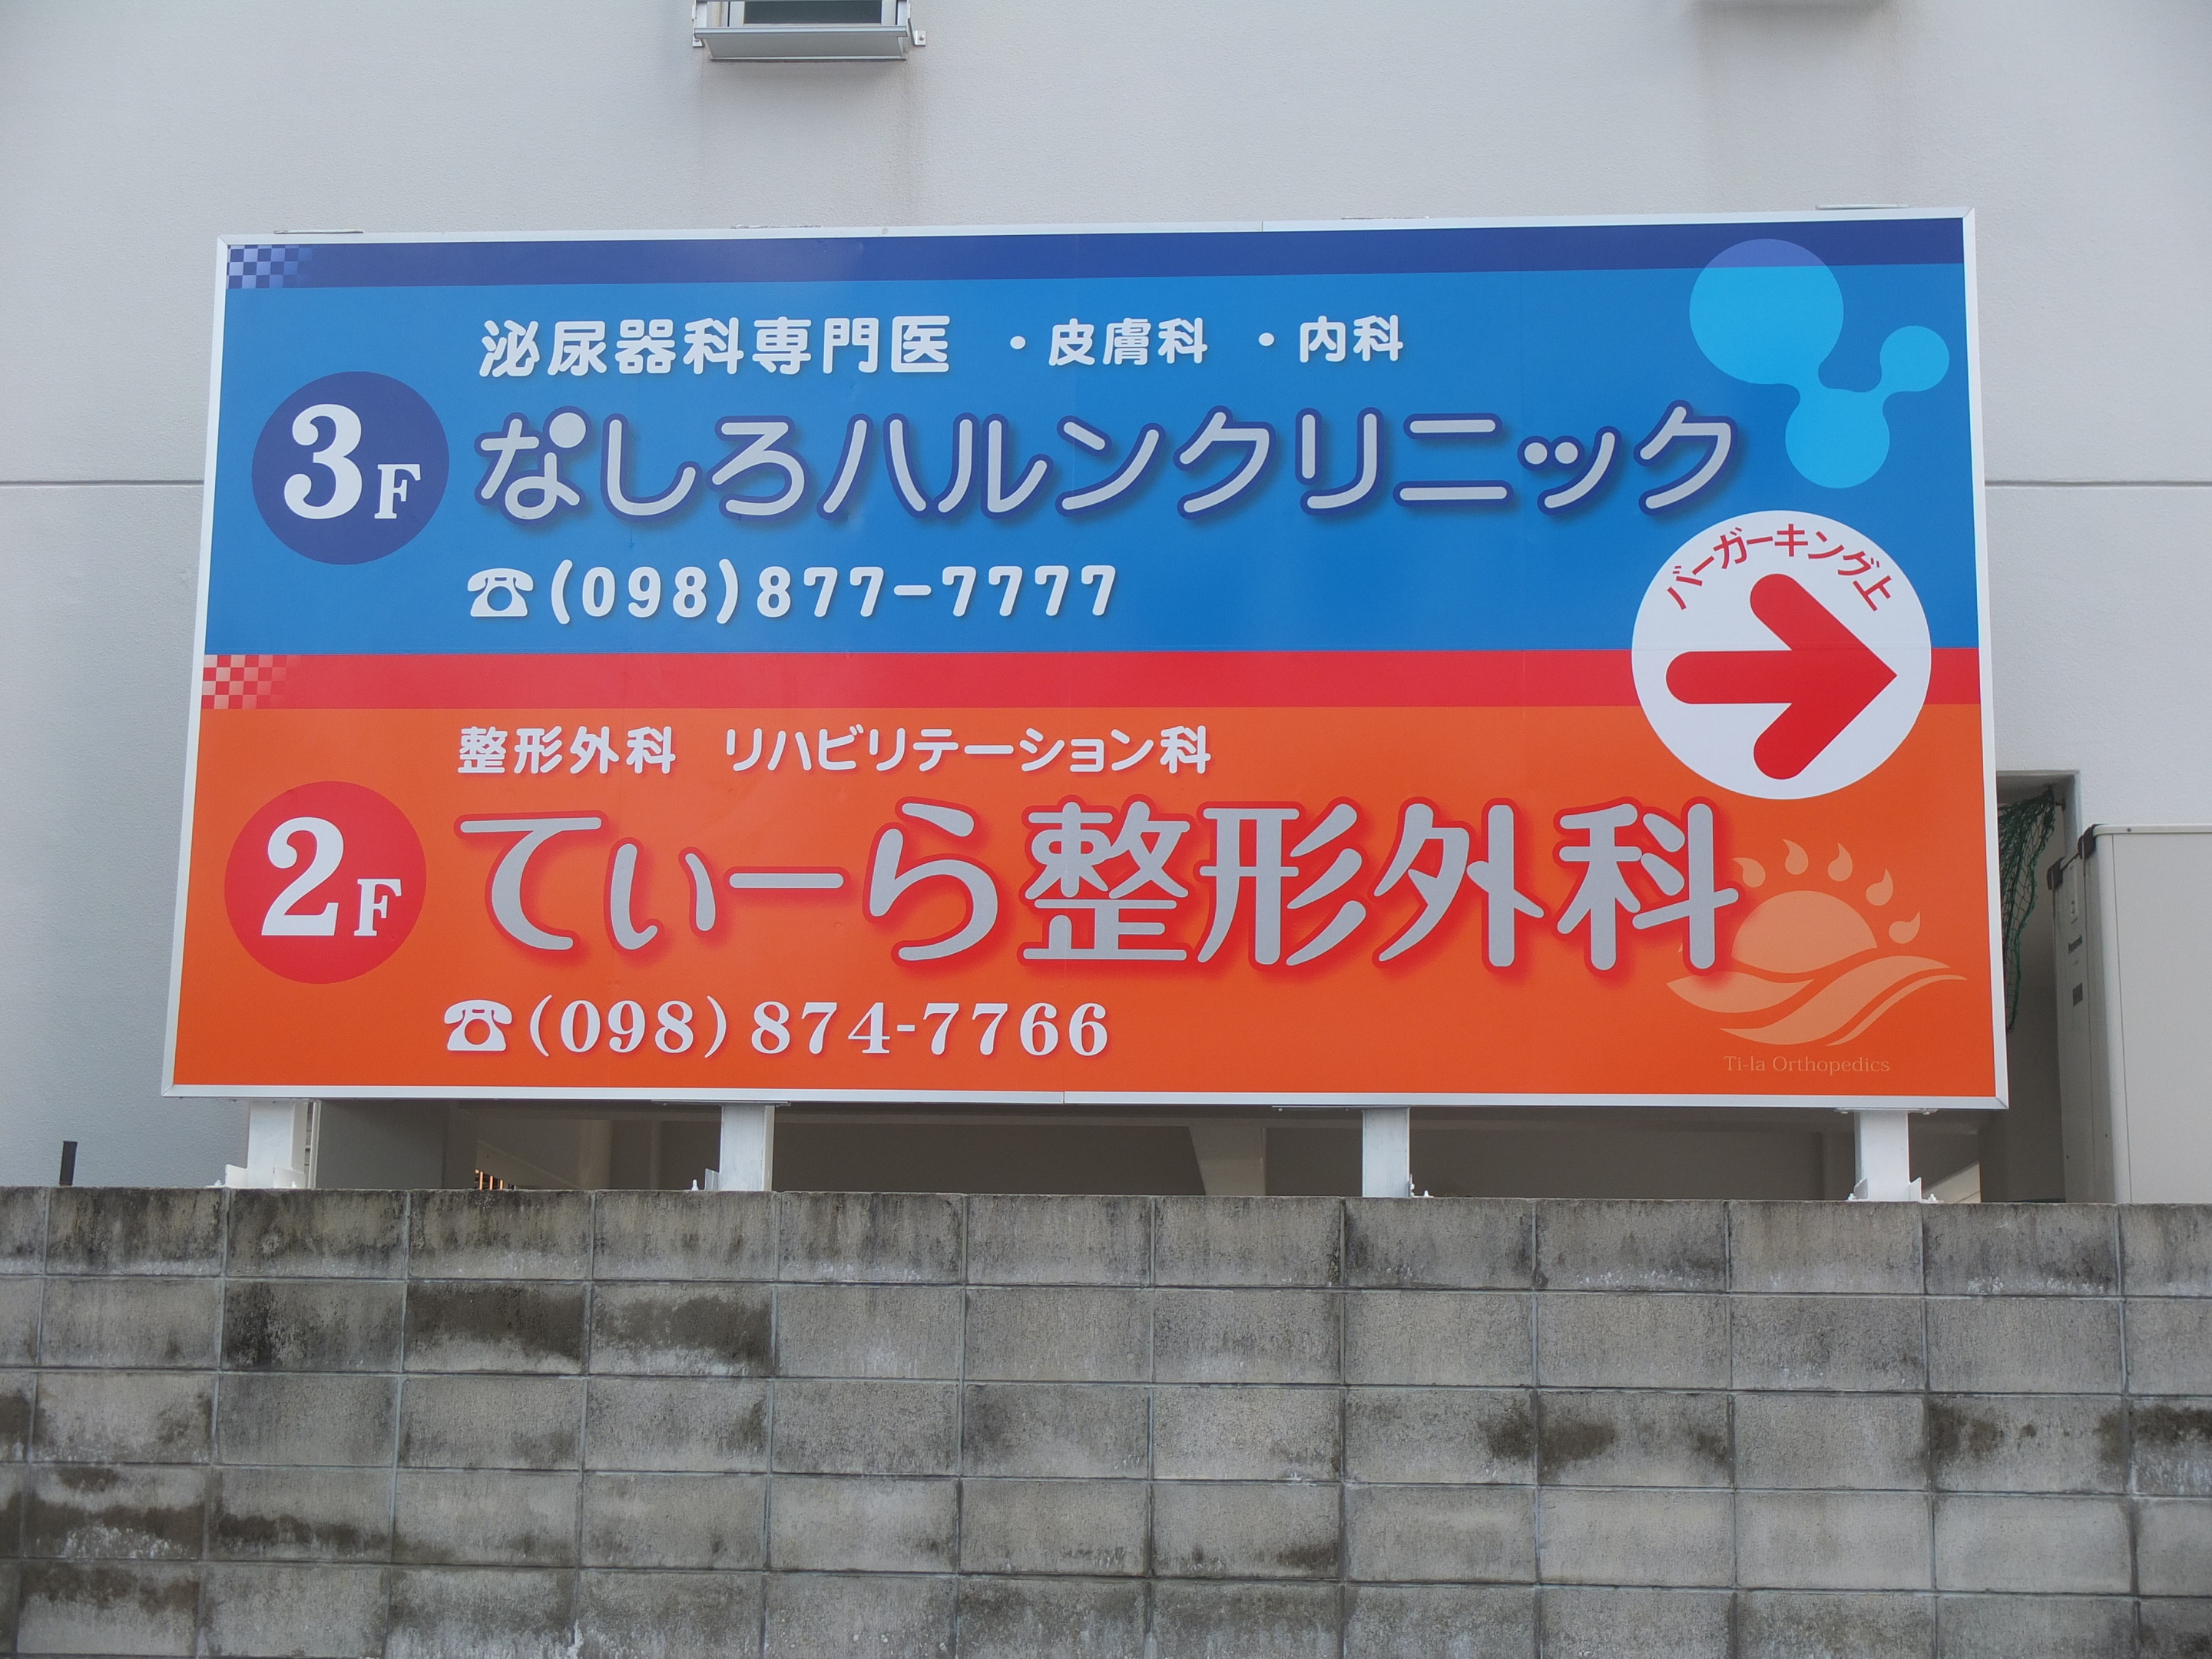 泌尿器科専門医 ・皮膚科 ・内科
3F なしろハルンクリニック
☎(098)877-7777
バーガーキング上
整形外科 リハビリテーション科
2F てぃーら整形外科
☎(098)874-7766
Ti-la Orthopedics